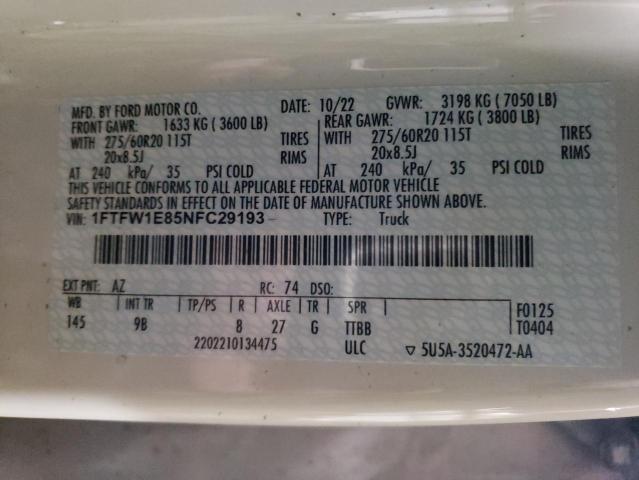 MFD. BY FORD MOTOR CO. DATE: 10/22 GVWR: 3198 KG ( 7050 LB)
FRONT GAWR: 1633 KG ( 3600 LB) REAR GAWR: 1724 KG ( 3800 LB)
WITH 275/60R20 115T TIRES WITH 275/60R20 115T TIRES
20x8.5J RIMS 20x8.5J RIMS
AT 240 kPa/ 35 PSI COLD AT 240 kPa/ 35 PSI COLD
THIS VEHICLE CONFORMS TO ALL APPLICABLE FEDERAL MOTOR VEHICLE
SAFETY STANDARDS IN EFFECT ON THE DATE OF MANUFACTURE SHOWN ABOVE.
VIN: 1FTFW1E85NFC29193 TYPE: Truck
EXT PNT: AZ RC: 74 DSO:
WB INT TR TP/PS R AXLE TR SPR F0125
145 9B 8 27 G TTBB T0404
2202210134475 ULC ▽ 5U5A-3520472-AA